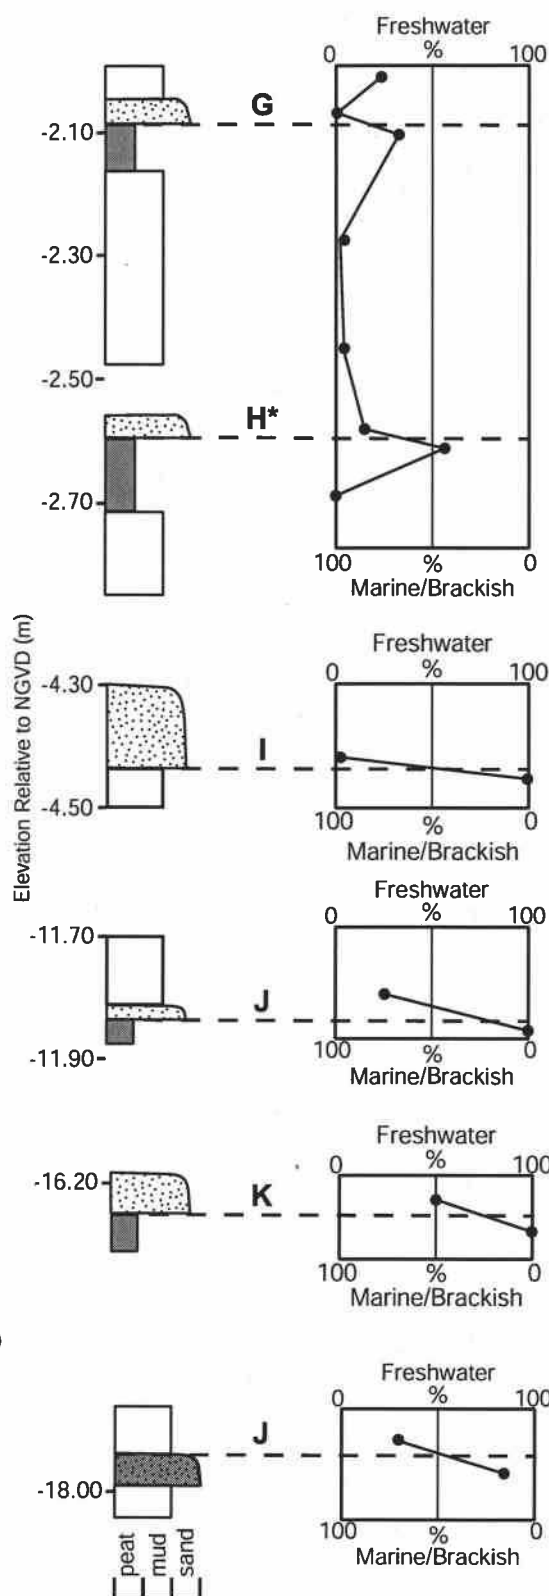 Freshwater
0 % 100
G
-2.10
-2.30
-2.50
H*
-2.70
100 % 0
Marine/Brackish
Elevation Relative to NGVD (m)
Freshwater
0 % 100
-4.30
I
-4.50
100 % 0
Marine/Brackish
Freshwater
0 % 100
-11.70
J
-11.90
100 % 0
Marine/Brackish
Freshwater
0 % 100
-16.20
K
100 % 0
Marine/Brackish
Freshwater
0 % 100
J
-18.00
100 % 0
Marine/Brackish
peat
mud
sand